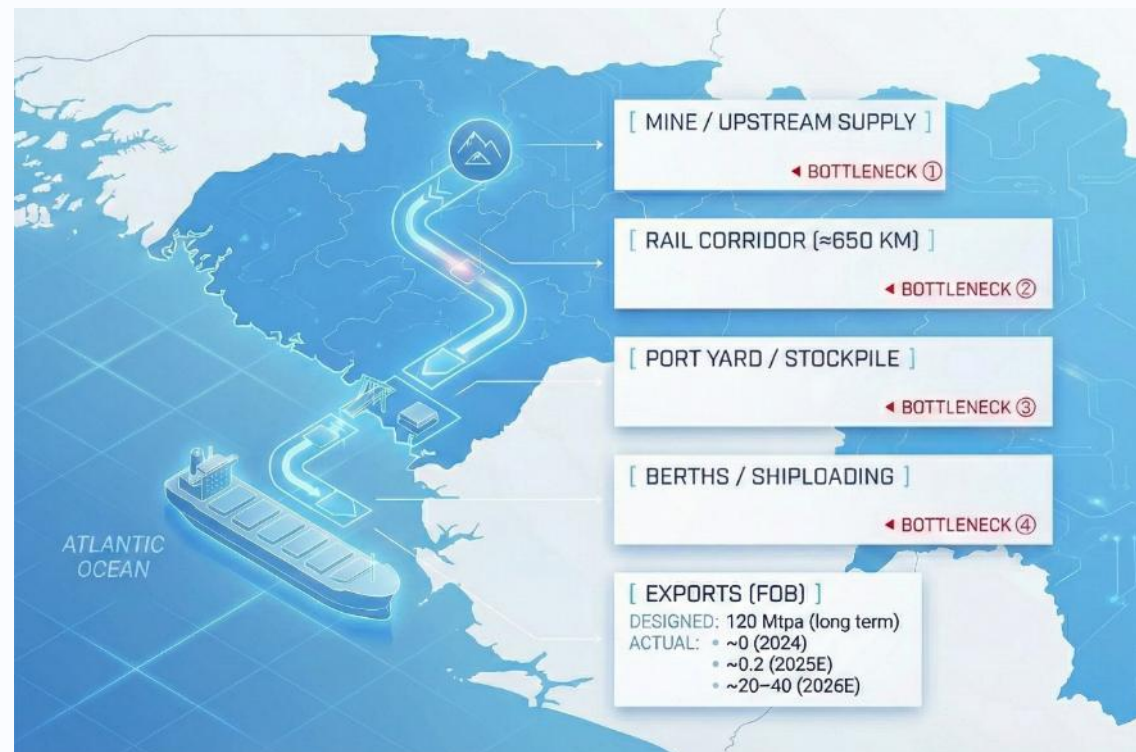 [ MINE / UPSTREAM SUPPLY ]
◄ BOTTLENECK ①
[ RAIL CORRIDOR (≈650 KM) ]
◄ BOTTLENECK ②
[ PORT YARD / STOCKPILE ]
◄ BOTTLENECK ③
[ BERTHS / SHIPLOADING ]
◄ BOTTLENECK ④
ATLANTIC
OCEAN
[ EXPORTS (FOB) ]
DESIGNED: 120 Mtpa (long term)
ACTUAL: • ~0 (2024)
• ~0.2 (2025E)
• ~20–40 (2026E)